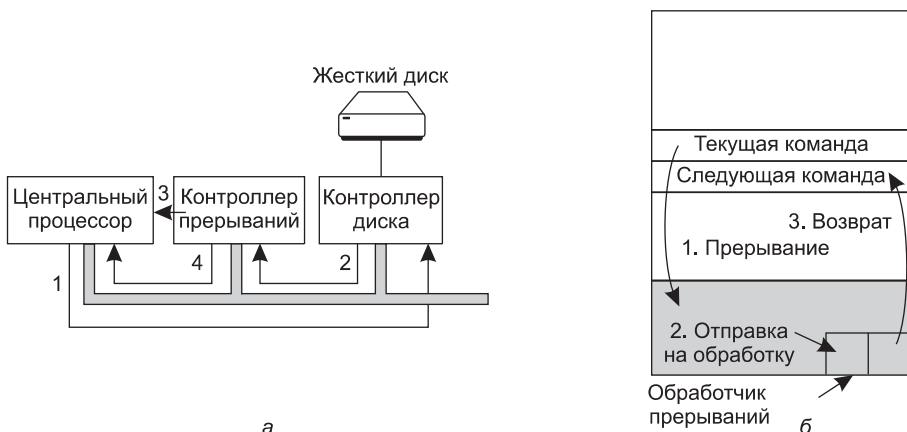 Жесткий диск
Центральный
процессор
3
Контроллер
прерываний
Контроллер
диска
1
4
2
а
Текущая команда
Следующая команда
3. Возврат
1. Прерывание
2. Отправка
на обработку
Обработчик
прерываний
б